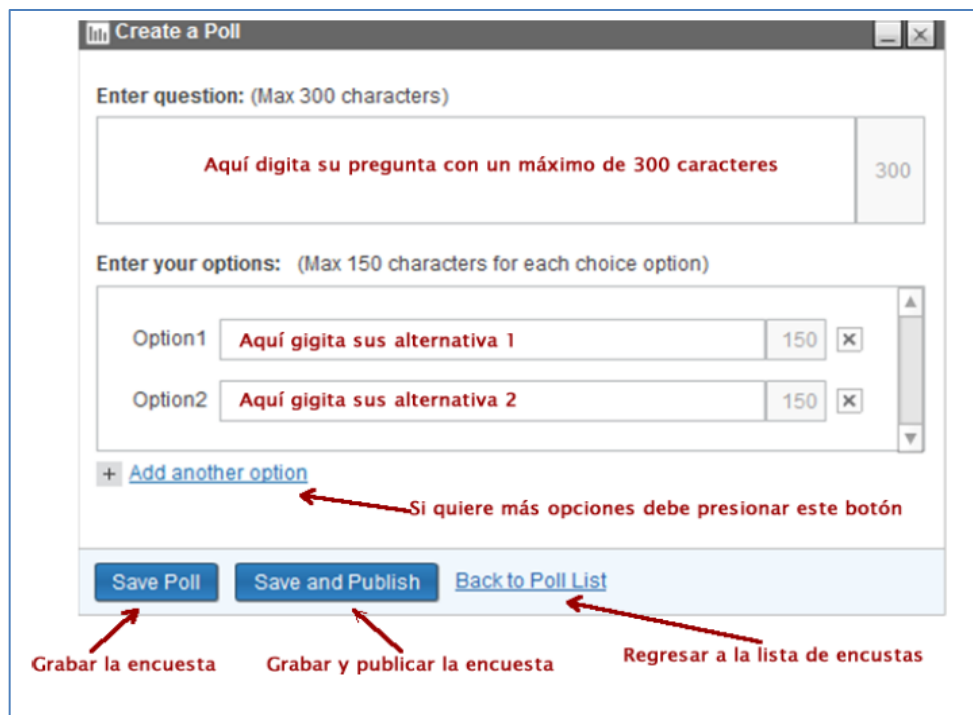 Create a Poll
Enter question: (Max 300 characters)
Aquí digita su pregunta con un máximo de 300 caracteres
300
Enter your options: (Max 150 characters for each choice option)
Option1 Aquí gigita sus alternativa 1 150
Option2 Aquí gigita sus alternativa 2 150
+ Add another option
Si quiere más opciones debe presionar este botón
Save Poll Save and Publish Back to Poll List
Grabar la encuesta Grabar y publicar la encuesta Regresar a la lista de encustas